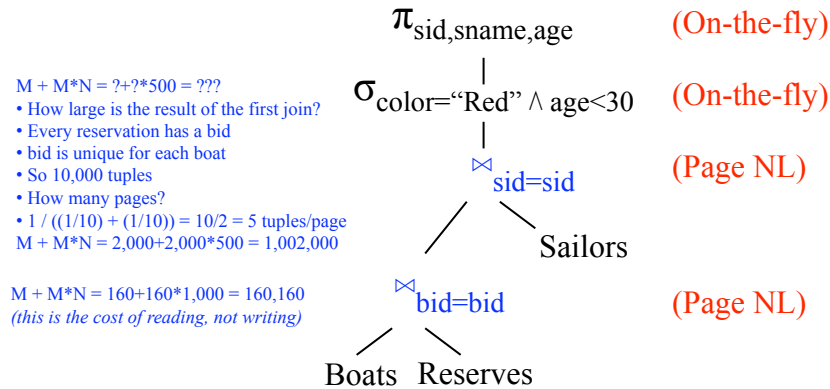 π sid,sname,age (On-the-fly)
M + M*N = ?+?*500 = ???
• How large is the result of the first join?
• Every reservation has a bid
• bid is unique for each boat
• So 10,000 tuples
• How many pages?
• 1 / ((1/10) + (1/10)) = 10/2 = 5 tuples/page
M + M*N = 2,000+2,000*500 = 1,002,000
σ color=“Red” ∧ age<30 (On-the-fly)
⋈ sid=sid (Page NL)
Sailors
M + M*N = 160+160*1,000 = 160,160
(this is the cost of reading, not writing)
⋈ bid=bid (Page NL)
Boats Reserves